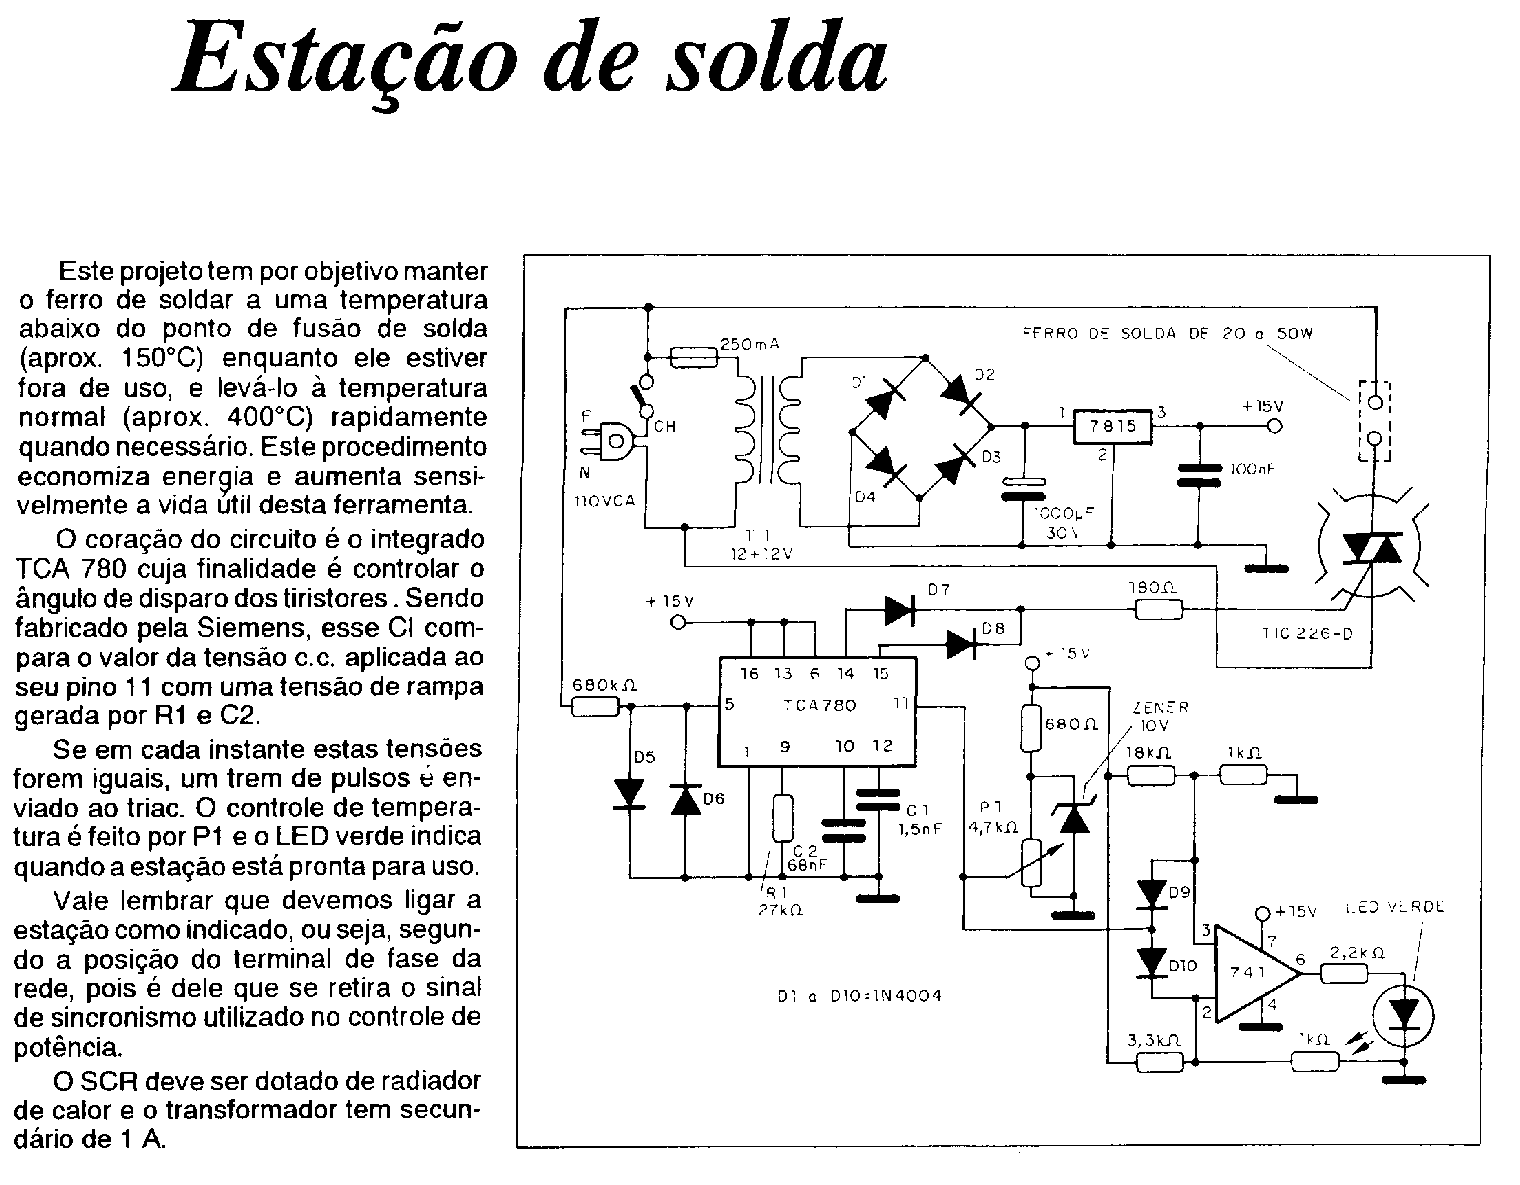 Estação de solda
Este projeto tem por objetivo manter
o ferro de soldar a uma temperatura
abaixo do ponto de fusão de solda
(aprox. 150°C) enquanto ele estiver
fora de uso, e levá-lo à temperatura
normal (aprox. 400°C) rapidamente
quando necessário. Este procedimento
economiza energia e aumenta sensi-
velmente a vida útil desta ferramenta.
O coração do circuito é o integrado
TCA 780 cuja finalidade é controlar o
ângulo de disparo dos tiristores. Sendo
fabricado pela Siemens, esse CI com-
para o valor da tensão c.c. aplicada ao
seu pino 11 com uma tensão de rampa
gerada por R1 e C2.
Se em cada instante estas tensões
forem iguais, um trem de pulsos é en-
viado ao triac. O controle de tempera-
tura é feito por P1 e o LED verde indica
quando a estação está pronta para uso.
Vale lembrar que devemos ligar a
estação como indicado, ou seja, segun-
do a posição do terminal de fase da
rede, pois é dele que se retira o sinal
de sincronismo utilizado no controle de
potência.
O SCR deve ser dotado de radiador
de calor e o transformador tem secun-
dário de 1 A.
FERRO DE SOLDA DE 20 a 50W
250mA
D1
D2
D3
D4
F
N
CH
110VCA
T1
12+12V
1
7815
3
2
+15V
1000µF
30V
100nF
TIC 226-D
180Ω
D7
D8
+15V
680kΩ
D5
D6
16 13 6 14 15
5 TCA780 11
1 9 10 12
C1
1,5nF
C2
68nF
R1
27kΩ
+15V
680Ω
ZENER
10V
P1
4,7kΩ
18kΩ
1kΩ
D9
D10
3
2
741
7
4
6
+15V
2,2kΩ
LED VERDE
3,3kΩ
1kΩ
D1 a D10=1N4004